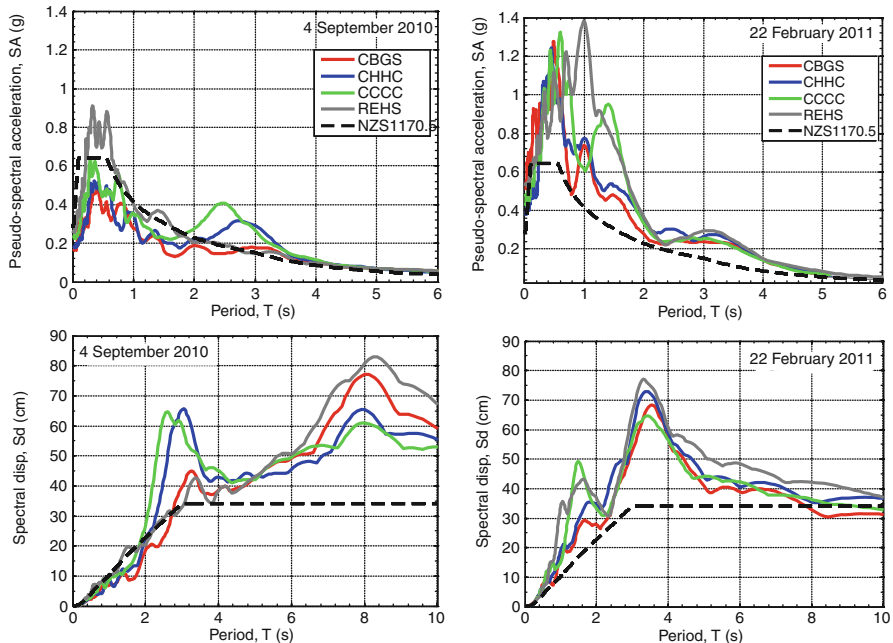 4 September 2010
Pseudo-spectral acceleration, SA (g)
1.4
1.2
1
0.8
0.6
0.4
0.2
0
CBGS
CHHC
CCCC
REHS
NZS1170.5
0 1 2 3 4 5 6
Period, T (s)
22 February 2011
Pseudo-spectral acceleration, SA (g)
1.4
1.2
1
0.8
0.6
0.4
0.2
CBGS
CHHC
CCCC
REHS
NZS1170.5
0 1 2 3 4 5 6
Period, T (s)
4 September 2010
Spectral disp, Sd (cm)
90
80
70
60
50
40
30
20
10
0
0 2 4 6 8 10
Period, T (s)
22 February 2011
Spectral disp, Sd (cm)
90
80
70
60
50
40
30
20
10
0
0 2 4 6 8 10
Period, T (s)